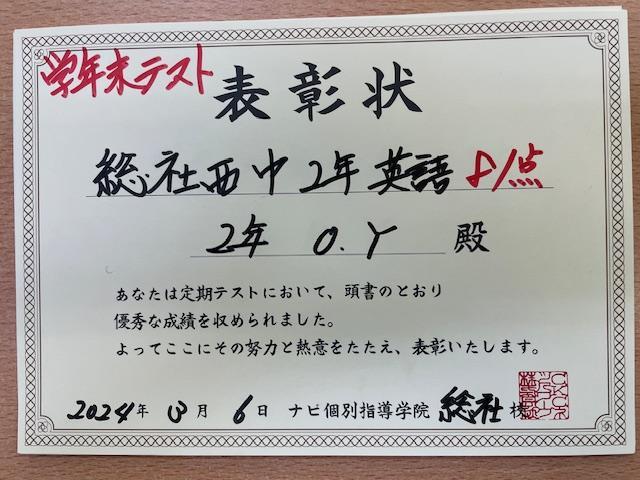 学年末テスト
表彰状
総社西中2年英語 81点
2年 O.Y 殿
あなたは定期テストにおいて、頭書のとおり
優秀な成績を収められました。
よってここにその努力と熱意をたたえ、表彰いたします。
2024年 3月 6日 ナビ個別指導学院 総社校